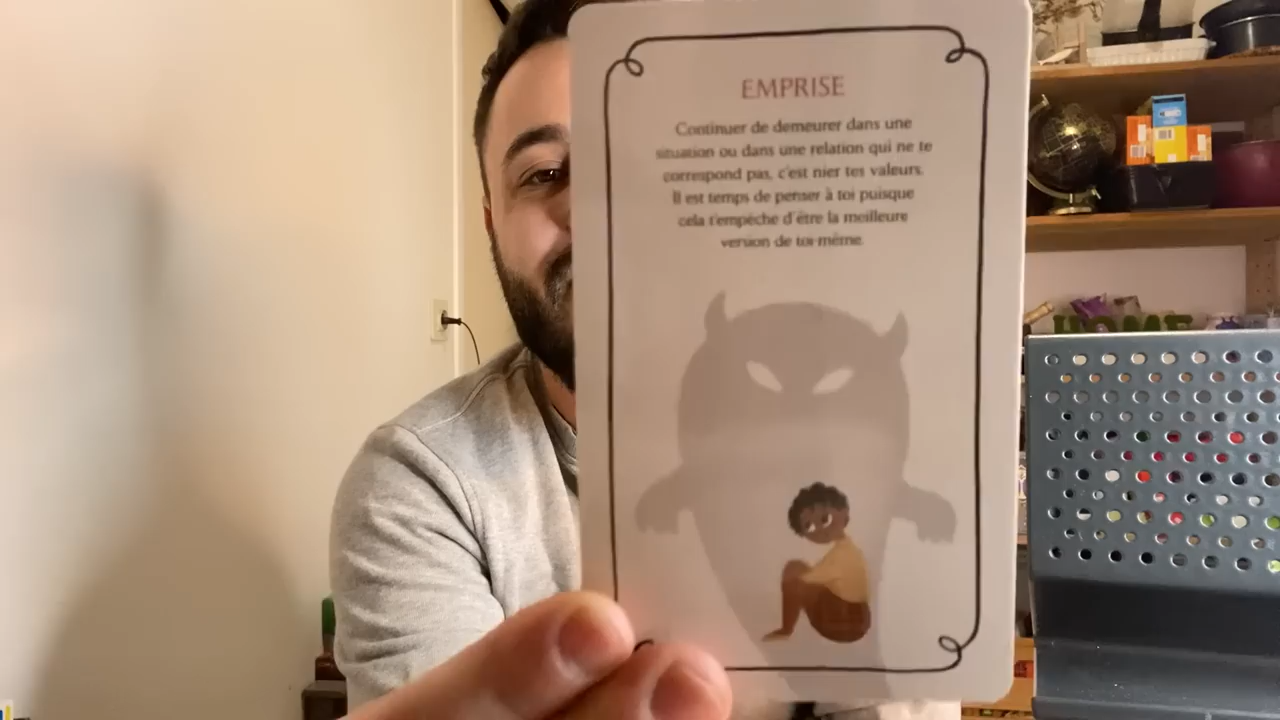 EMPRISE
Continuer de demeurer dans une
situation ou dans une relation qui ne te
correspond pas, c'est nier tes valeurs.
Il est temps de penser à toi puisque
cela t'empêche d'être la meilleure
version de toi-même.
HOME